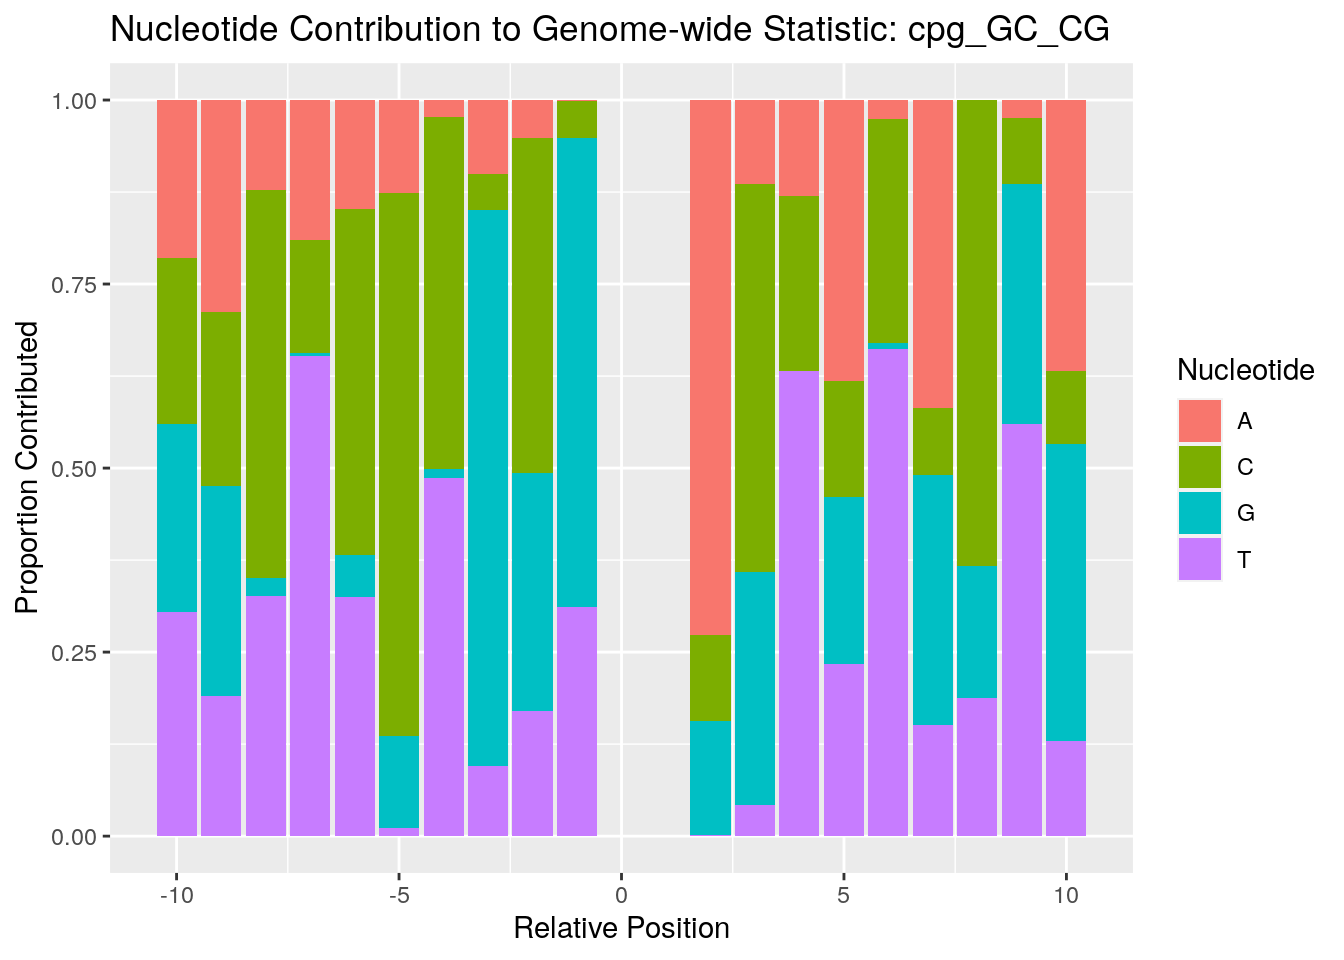 Nucleotide Contribution to Genome-wide Statistic: cpg_GC_CG
1.00
0.75
0.50
0.25
0.00
Proportion Contributed
-10
-5
0
5
10
Relative Position
Nucleotide
A
C
G
T